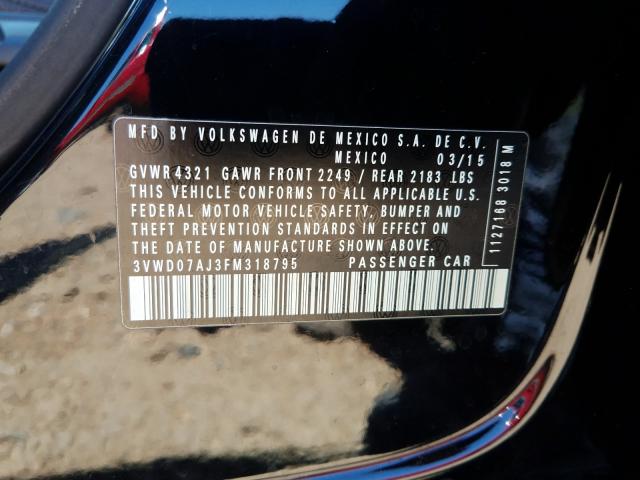 MFD BY VOLKSWAGEN DE MEXICO S.A. DE C.V.
MEXICO 03/15
GVWR 4321 GAWR FRONT 2249 / REAR 2183 LBS
THIS VEHICLE CONFORMS TO ALL APPLICABLE U.S.
FEDERAL MOTOR VEHICLE SAFETY, BUMPER AND
THEFT PREVENTION STANDARDS IN EFFECT ON
THE DATE OF MANUFACTURE SHOWN ABOVE.
3VWD07AJ3FM318795 PASSENGER CAR
1127168 3018 M